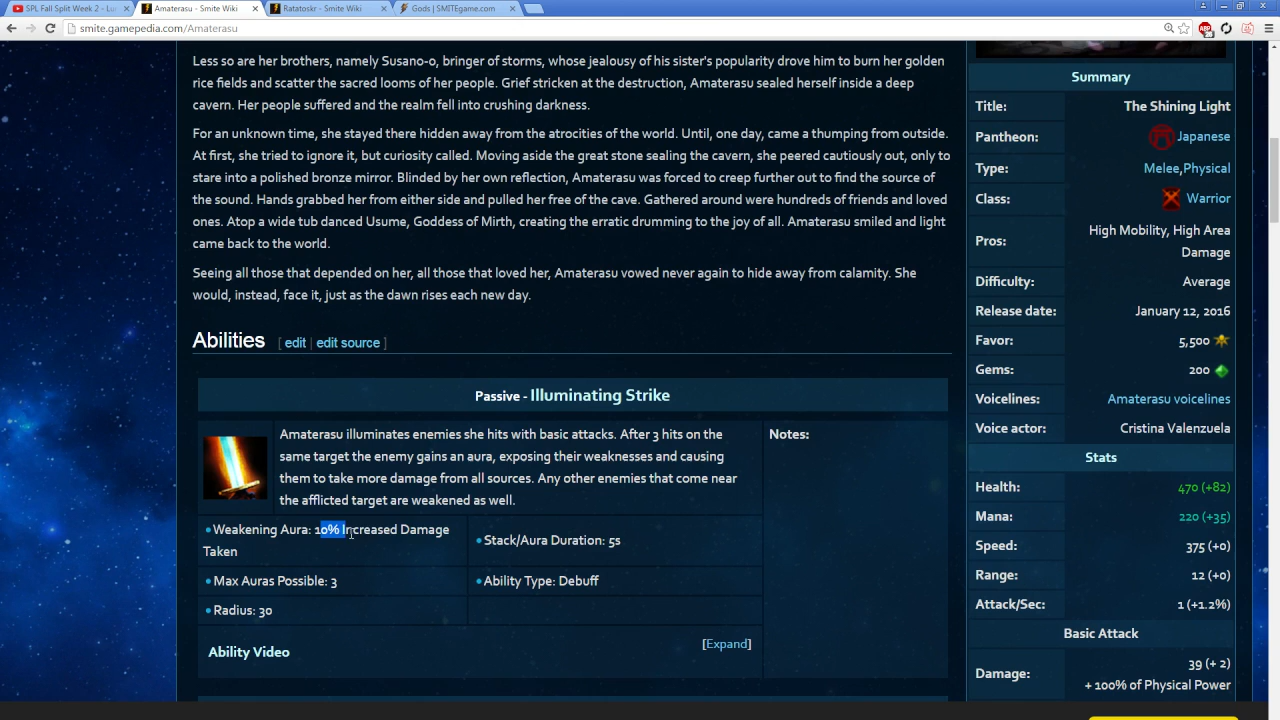 SPL Fall Split Week 2 - Lu
Amaterasu - Smite Wiki
Ratatoskr - Smite Wiki
Gods | SMITEgame.com
smite.gamepedia.com/Amaterasu
Less so are her brothers, namely Susano-o, bringer of storms, whose jealousy of his sister's popularity drove him to burn her golden
rice fields and scatter the sacred looms of her people. Grief stricken at the destruction, Amaterasu sealed herself inside a deep
cavern. Her people suffered and the realm fell into crushing darkness.
For an unknown time, she stayed there hidden away from the atrocities of the world. Until, one day, came a thumping from outside.
At first, she tried to ignore it, but curiosity called. Moving aside the great stone sealing the cavern, she peered cautiously out, only to
stare into a polished bronze mirror. Blinded by her own reflection, Amaterasu was forced to creep further out to find the source of
the sound. Hands grabbed her from either side and pulled her free of the cave. Gathered around were hundreds of friends and loved
ones. Atop a wide tub danced Usume, Goddess of Mirth, creating the erratic drumming to the joy of all. Amaterasu smiled and light
came back to the world.
Seeing all those that depended on her, all those that loved her, Amaterasu vowed never again to hide away from calamity. She
would, instead, face it, just as the dawn rises each new day.
Abilities [ edit | edit source ]
Passive - Illuminating Strike
Amaterasu illuminates enemies she hits with basic attacks. After 3 hits on the
same target the enemy gains an aura, exposing their weaknesses and causing
them to take more damage from all sources. Any other enemies that come near
the afflicted target are weakened as well.
Notes:
•Weakening Aura: 10% Increased Damage
Taken
•Stack/Aura Duration: 5s
•Max Auras Possible: 3
•Ability Type: Debuff
•Radius: 30
Ability Video
[Expand]
Summary
Title: The Shining Light
Pantheon: Japanese
Type: Melee,Physical
Class: Warrior
Pros: High Mobility, High Area
Damage
Difficulty: Average
Release date: January 12, 2016
Favor: 5,500
Gems: 200
Voicelines: Amaterasu voicelines
Voice actor: Cristina Valenzuela
Stats
Health: 470 (+82)
Mana: 220 (+35)
Speed: 375 (+0)
Range: 12 (+0)
Attack/Sec: 1 (+1.2%)
Basic Attack
Damage: 39 (+ 2)
+ 100% of Physical Power